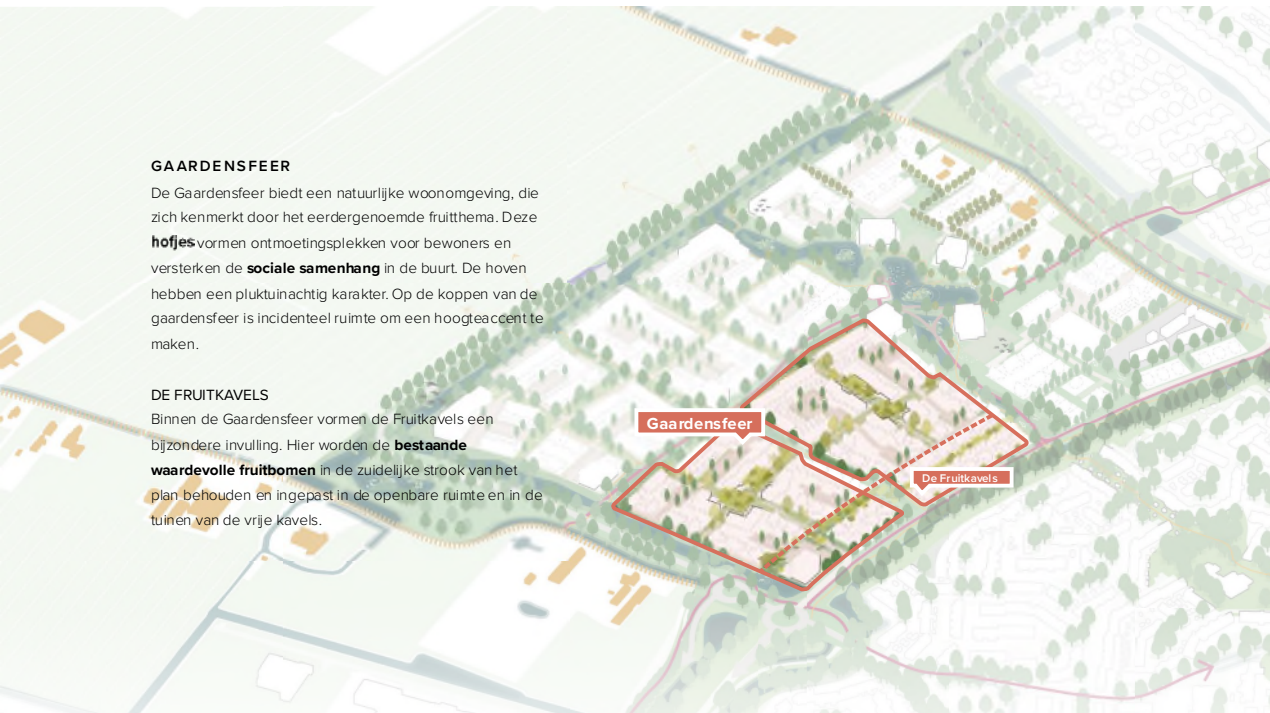 GAARDENSFEER
De Gaardensfeer biedt een natuurlijke woonomgeving, die
zich kenmerkt door het eerdergenoemde fruitthema. Deze
hofjes vormen ontmoetingsplekken voor bewoners en
versterken de sociale samenhang in de buurt. De hoven
hebben een pluktuinachtig karakter. Op de koppen van de
gaardensfeer is incidenteel ruimte om een hoogteaccent te
maken.
DE FRUITKAVELS
Binnen de Gaardensfeer vormen de Fruitkavels een
bijzondere invulling. Hier worden de bestaande
waardevolle fruitbomen in de zuidelijke strook van het
plan behouden en ingepast in de openbare ruimte en in de
tuinen van de vrije kavels.
Gaardensfeer
De Fruitkavels